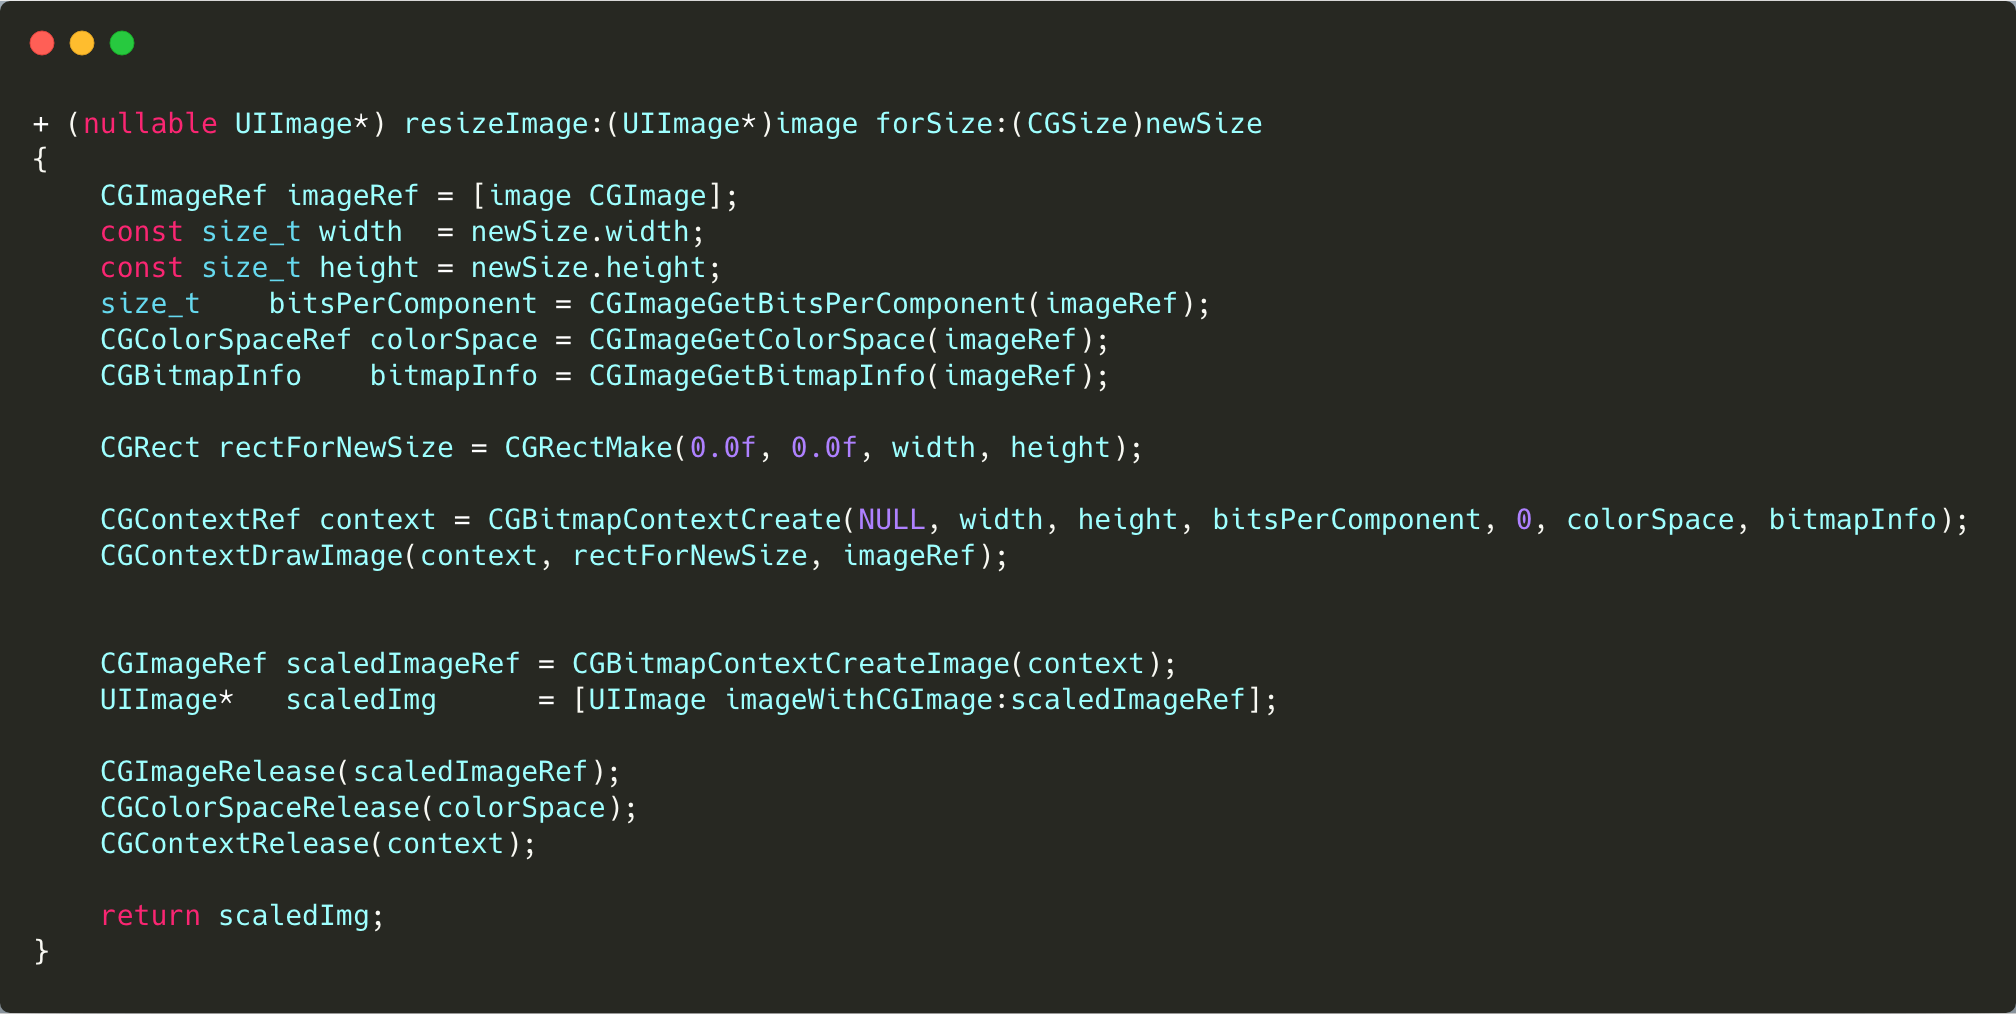 + (nullable UIImage*) resizeImage:(UIImage*)image forSize:(CGSize)newSize
{
    CGImageRef imageRef = [image CGImage];
    const size_t width  = newSize.width;
    const size_t height = newSize.height;
    size_t    bitsPerComponent = CGImageGetBitsPerComponent(imageRef);
    CGColorSpaceRef colorSpace = CGImageGetColorSpace(imageRef);
    CGBitmapInfo    bitmapInfo = CGImageGetBitmapInfo(imageRef);

    CGRect rectForNewSize = CGRectMake(0.0f, 0.0f, width, height);

    CGContextRef context = CGBitmapContextCreate(NULL, width, height, bitsPerComponent, 0, colorSpace, bitmapInfo);
    CGContextDrawImage(context, rectForNewSize, imageRef);


    CGImageRef scaledImageRef = CGBitmapContextCreateImage(context);
    UIImage*   scaledImg      = [UIImage imageWithCGImage:scaledImageRef];

    CGImageRelease(scaledImageRef);
    CGColorSpaceRelease(colorSpace);
    CGContextRelease(context);

    return scaledImg;
}